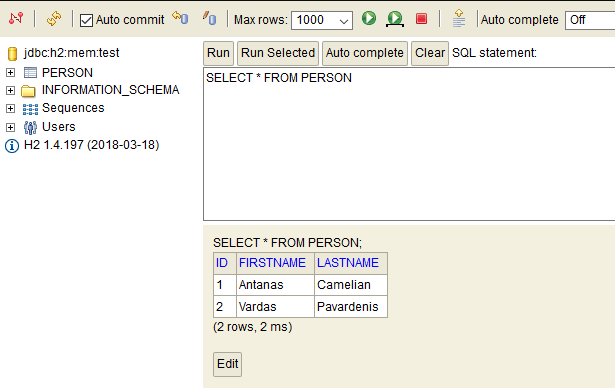 Auto commit Max rows: 1000 Auto complete Off
jdbc:h2:mem:test
PERSON
INFORMATION_SCHEMA
Sequences
Users
H2 1.4.197 (2018-03-18)
Run Run Selected Auto complete Clear SQL statement:
SELECT * FROM PERSON
SELECT * FROM PERSON;
ID FIRSTNAME LASTNAME
1 Antanas Camelian
2 Vardas Pavardenis
(2 rows, 2 ms)
Edit